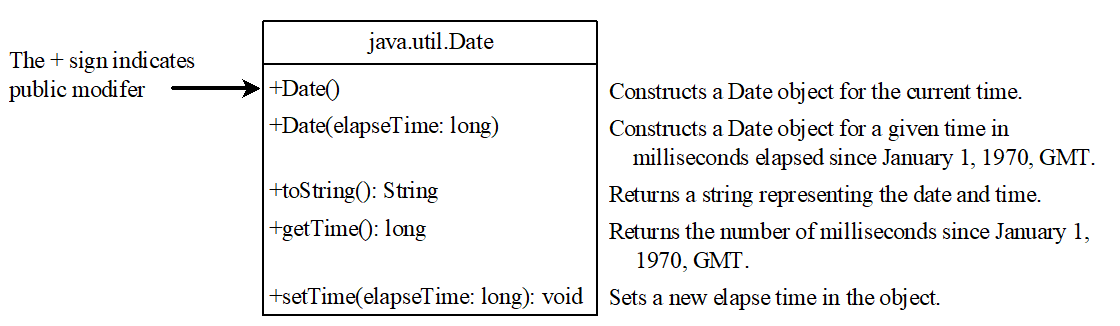 java.util.Date
The + sign indicates
public modifer
+Date()
Constructs a Date object for the current time.
+Date(elapseTime: long)
Constructs a Date object for a given time in
milliseconds elapsed since January 1, 1970, GMT.
+toString(): String
Returns a string representing the date and time.
+getTime(): long
Returns the number of milliseconds since January 1,
1970, GMT.
+setTime(elapseTime: long): void
Sets a new elapse time in the object.